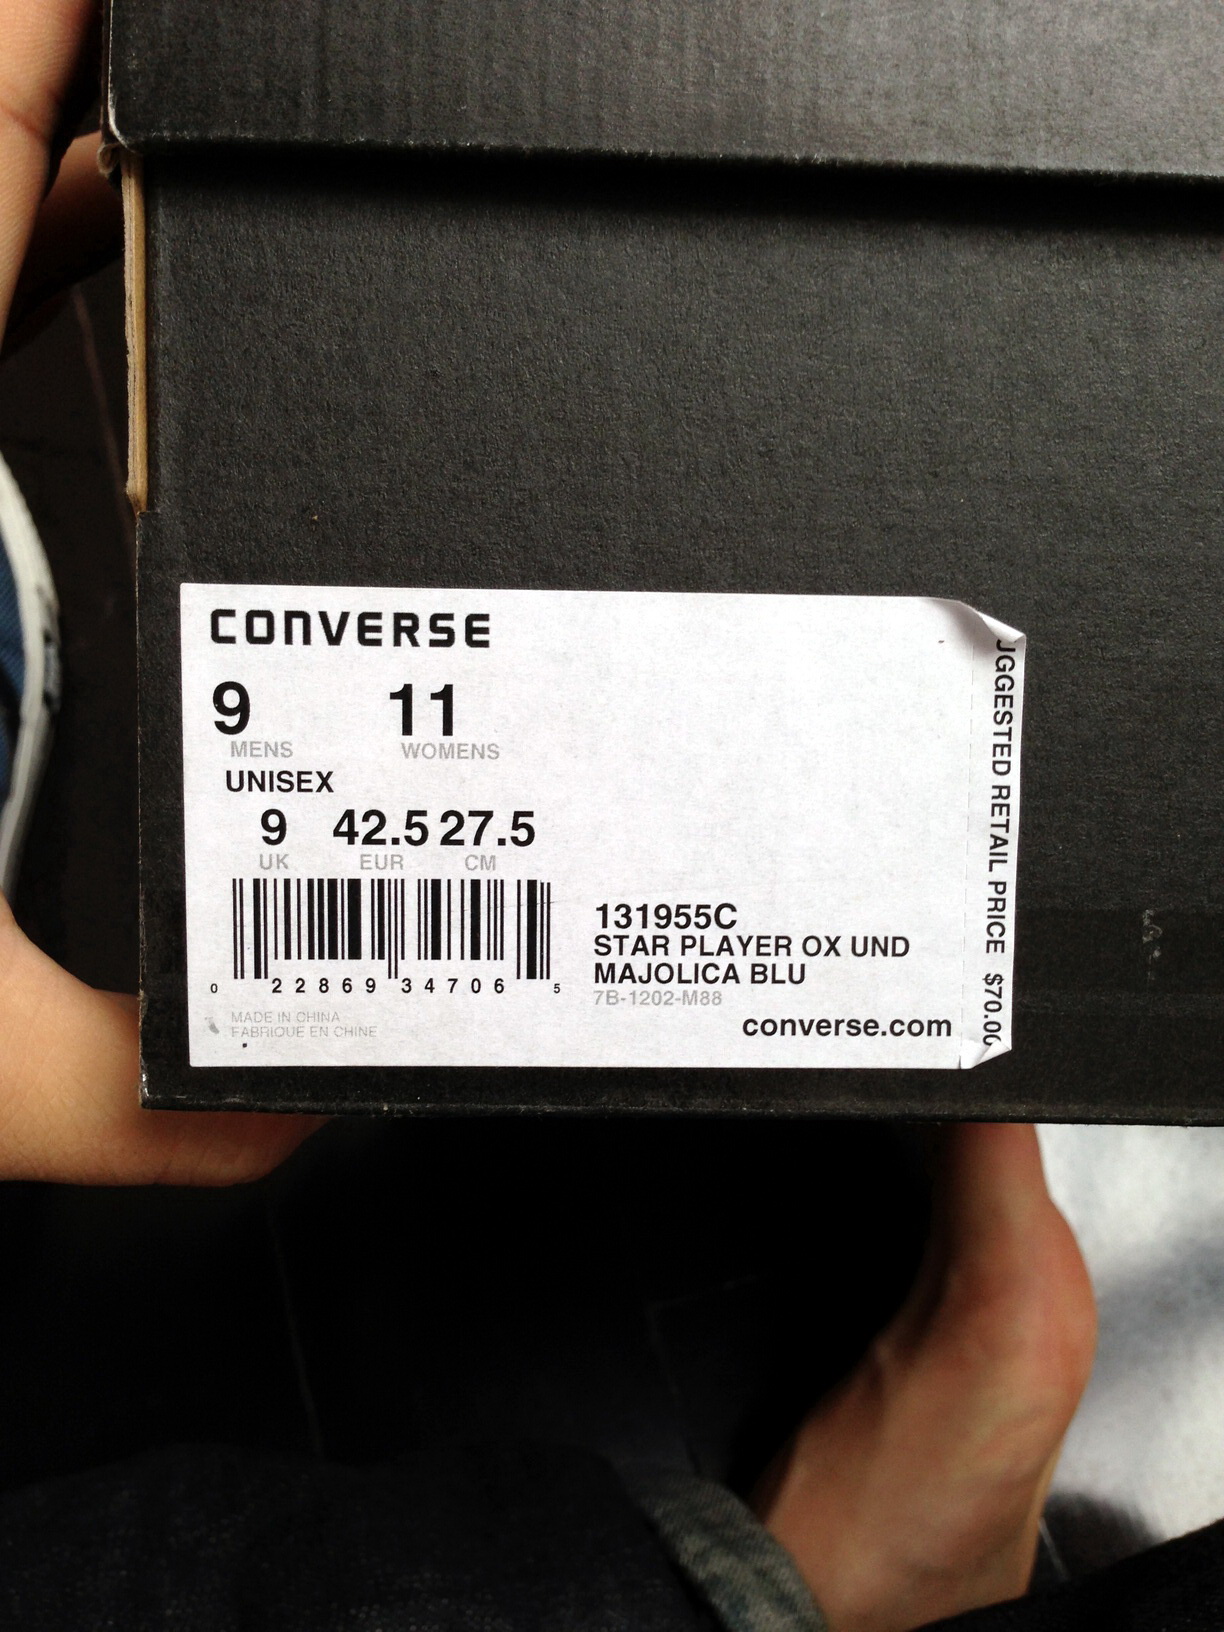 CONVERSE
9 11
MENS WOMENS
UNISEX
9 42.5 27.5
UK EUR CM
0 22869 34706 5
MADE IN CHINA
FABRIQUE EN CHINE
131955C
STAR PLAYER OX UND
MAJOLICA BLU
7B-1202-M88
converse.com
UGGESTED RETAIL PRICE $70.00